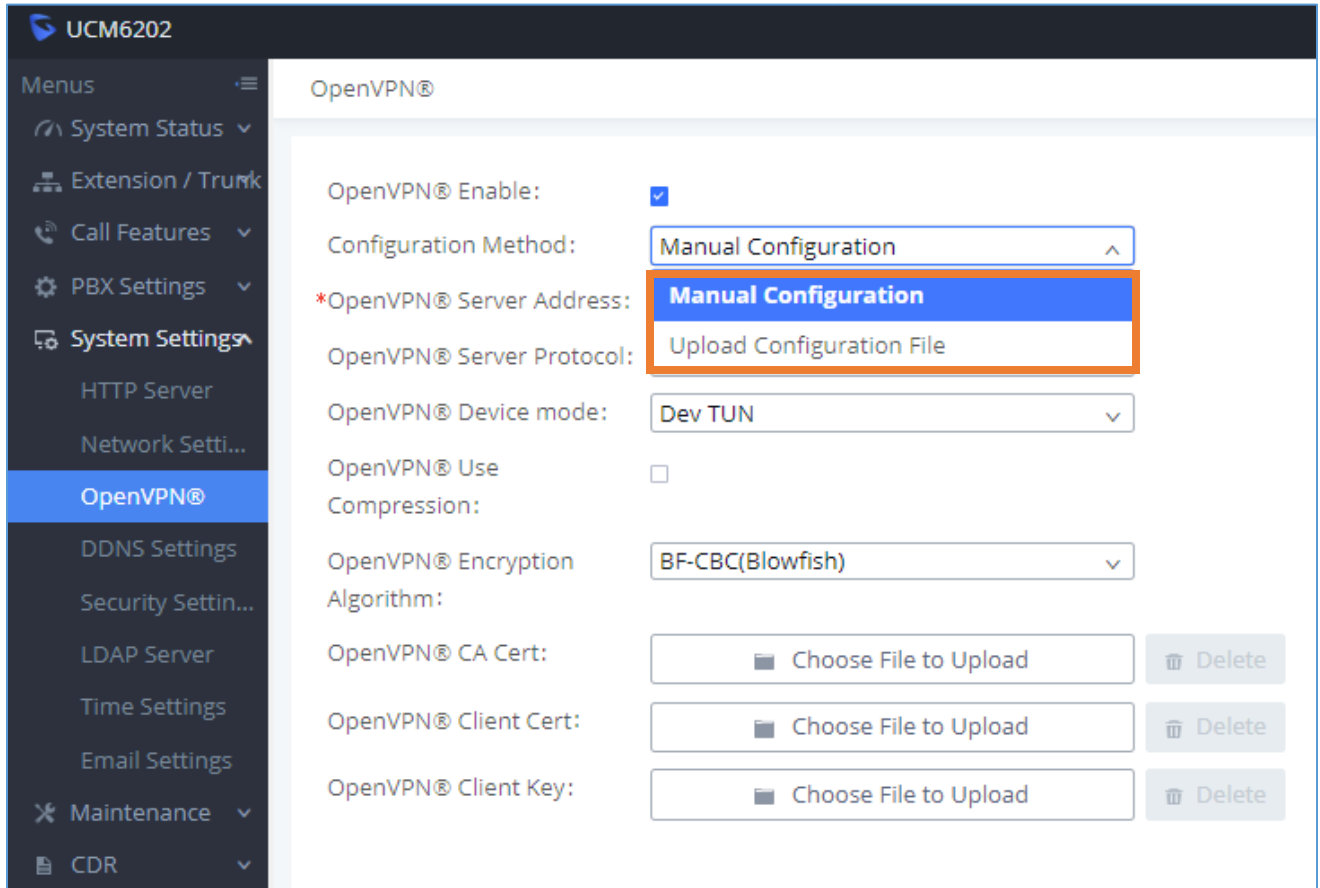 UCM6202
Menus
System Status
Extension / Trunk
Call Features
PBX Settings
System Settings
HTTP Server
Network Setti...
OpenVPN®
DDNS Settings
Security Settin...
LDAP Server
Time Settings
Email Settings
Maintenance
CDR
OpenVPN®
OpenVPN® Enable:
Configuration Method: Manual Configuration
Manual Configuration
Upload Configuration File
*OpenVPN® Server Address:
OpenVPN® Server Protocol:
OpenVPN® Device mode: Dev TUN
OpenVPN® Use
Compression:
OpenVPN® Encryption BF-CBC(Blowfish)
Algorithm:
OpenVPN® CA Cert: Choose File to Upload Delete
OpenVPN® Client Cert: Choose File to Upload Delete
OpenVPN® Client Key: Choose File to Upload Delete